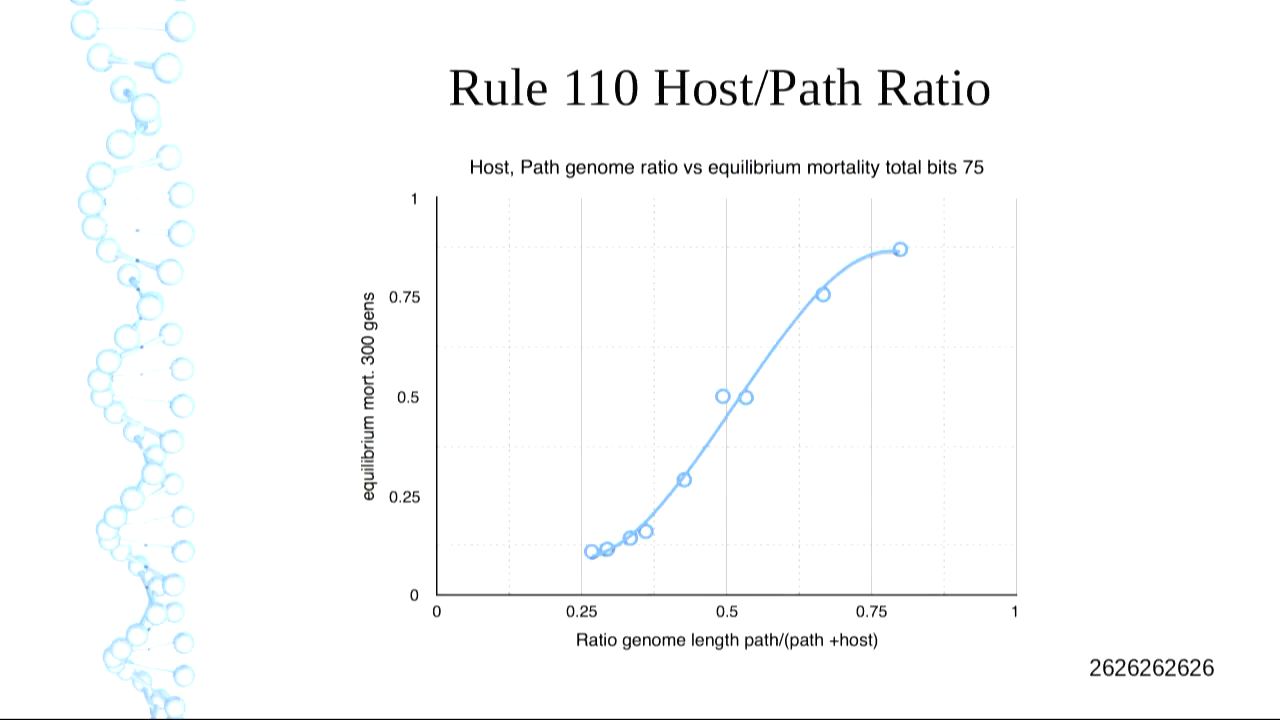 Rule 110 Host/Path Ratio
Host, Path genome ratio vs equilibrium mortality total bits 75
equilibrium mort. 300 gens
1
0.75
0.5
0.25
0
0 0.25 0.5 0.75 1
Ratio genome length path/(path +host)
2626262626